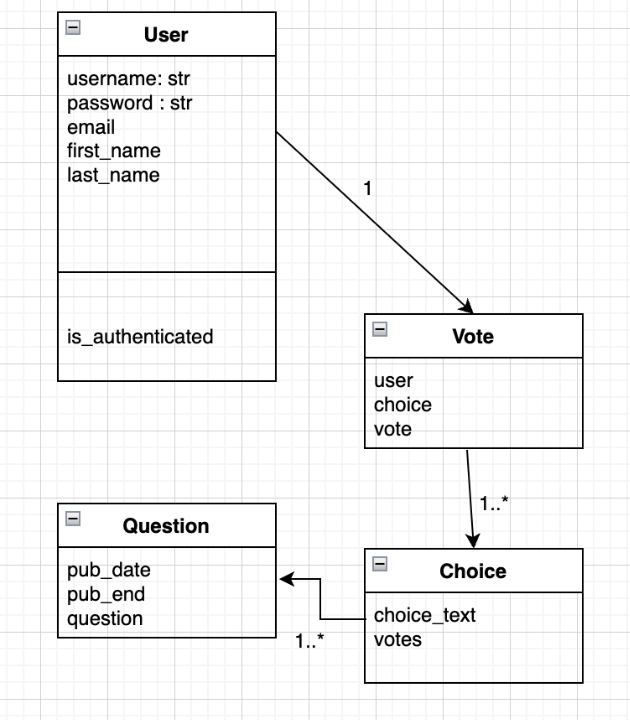 User
username: str
password : str
email
first_name
last_name
is_authenticated
1
Vote
user
choice
vote
1..*
Question
pub_date
pub_end
question
1..*
Choice
choice_text
votes